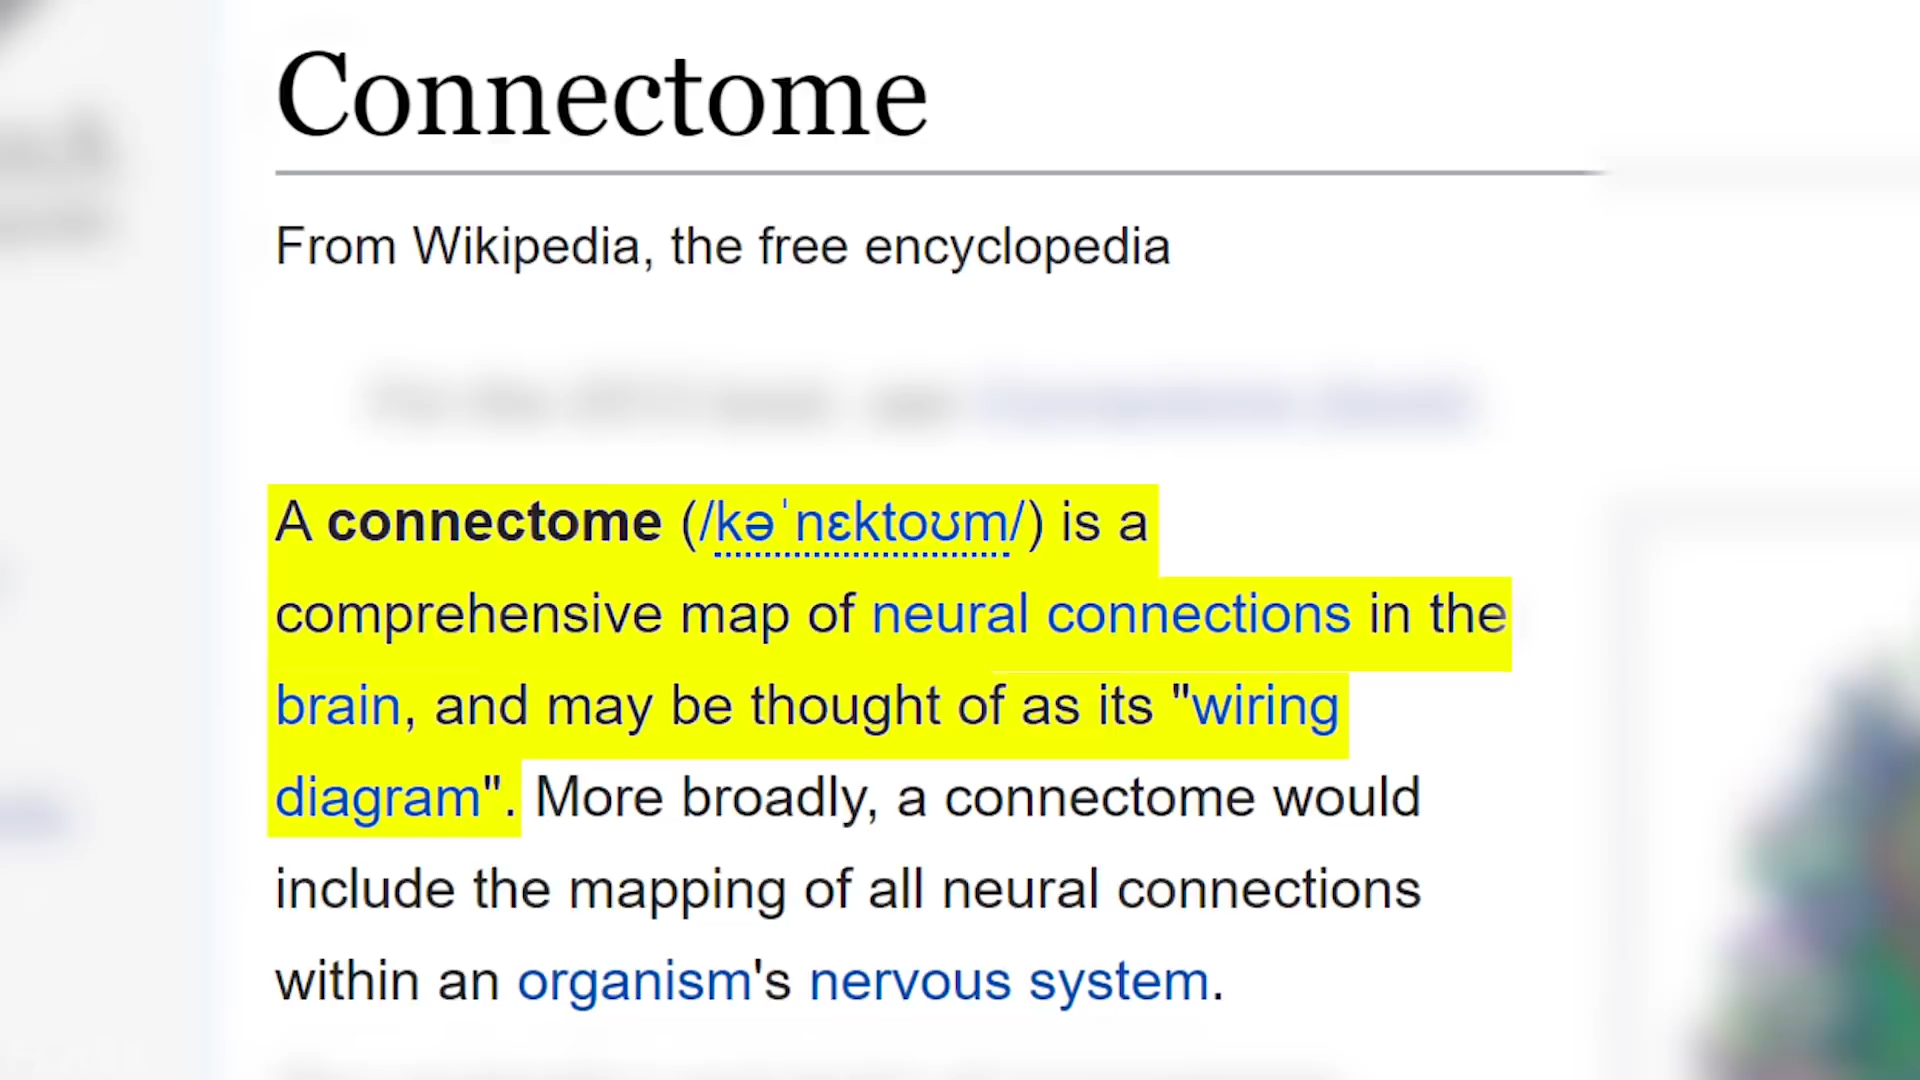 Connectome
From Wikipedia, the free encyclopedia
A connectome (/kəˈnɛktoʊm/) is a
comprehensive map of neural connections in the
brain, and may be thought of as its "wiring
diagram". More broadly, a connectome would
include the mapping of all neural connections
within an organism's nervous system.